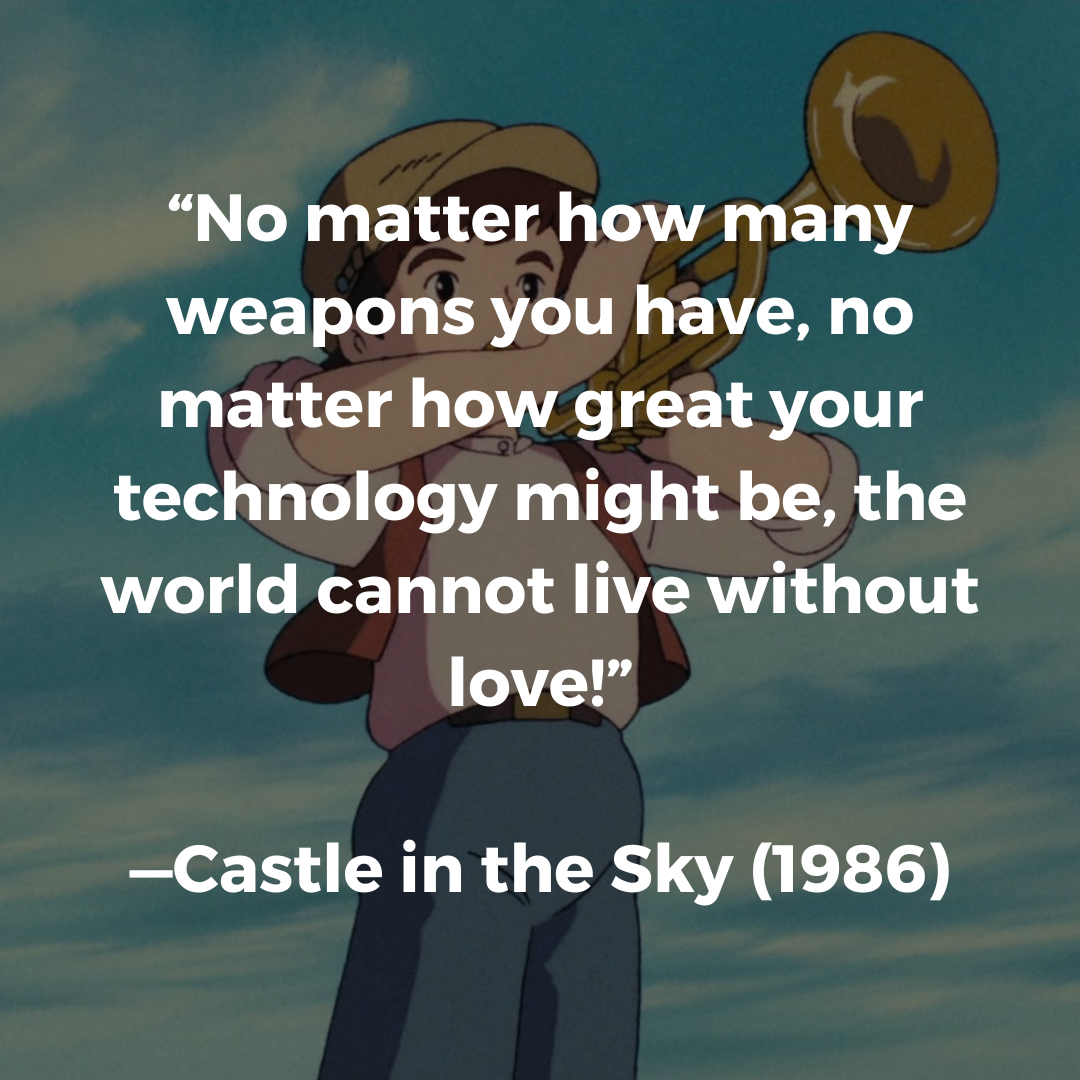 “No matter how many
weapons you have, no
matter how great your
technology might be, the
world cannot live without
love!”
—Castle in the Sky (1986)